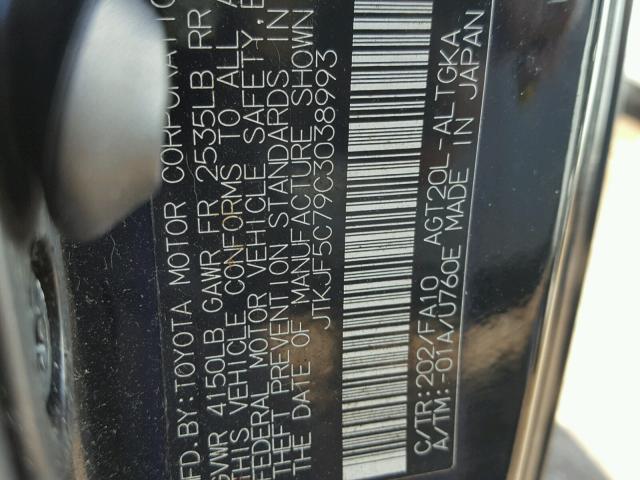 MFD.BY:TOYOTA MOTOR CORPORATIO
GVWR 4150LB GAWR FR 2535LB RR
THIS VEHICLE CONFORMS TO ALL A
FEDERAL MOTOR VEHICLE SAFETY,
THEFT PREVENTION STANDARDS IN
THE DATE OF MANUFACTURE SHOWN
JTKJF5C79C3038993
C/TR:202/FA10 AGT20L-ALTGKA
A/TM:-01A/U760E MADE IN JAPAN